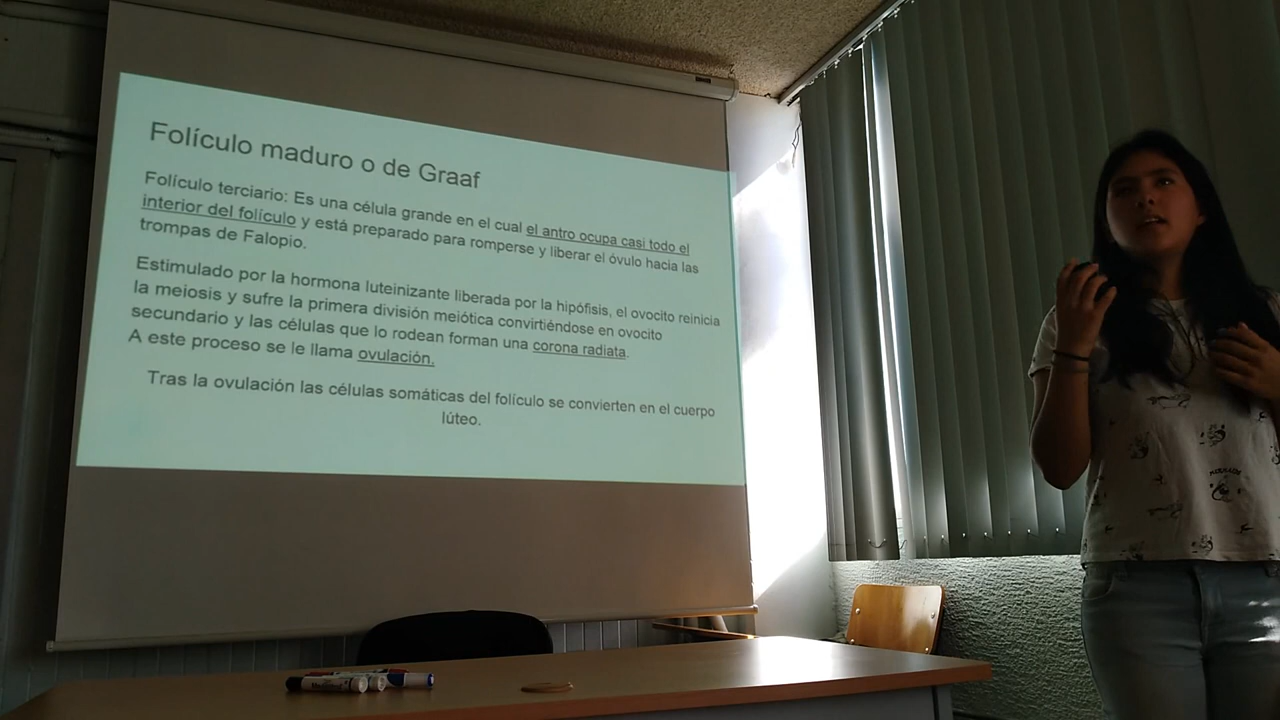 Folículo maduro o de Graaf
Folículo terciario: Es una célula grande en el cual el antro ocupa casi todo el
interior del folículo y está preparado para romperse y liberar el óvulo hacia las
trompas de Falopio.
Estimulado por la hormona luteinizante liberada por la hipófisis, el ovocito reinicia
la meiosis y sufre la primera división meiótica convirtiéndose en ovocito
secundario y las células que lo rodean forman una corona radiata.
A este proceso se le llama ovulación.
Tras la ovulación las células somáticas del folículo se convierten en el cuerpo
lúteo.